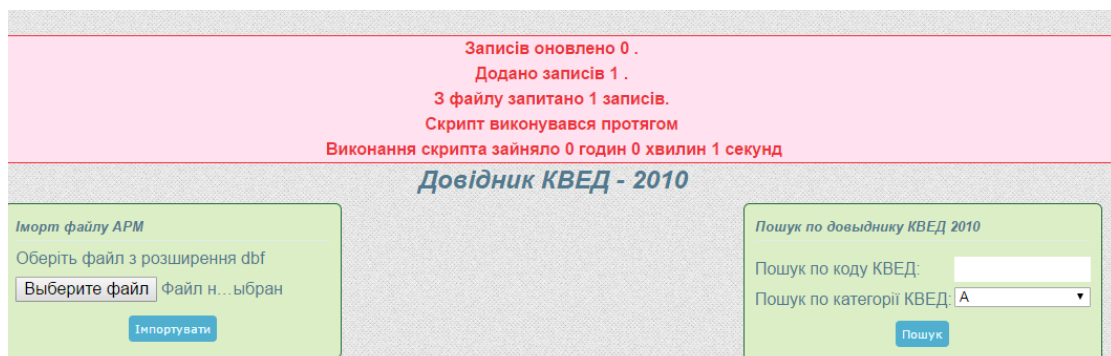 Записів оновлено 0 .
Додано записів 1 .
З файлу запитано 1 записів.
Скрипт виконувався протягом
Виконання скрипта зайняло 0 годин 0 хвилин 1 секунд
Довідник КВЕД - 2010
Іморт файлу АРМ
Оберіть файл з розширення dbf
Выберите файл Файл н...ыбран
Імпортувати
Пошук по довыднику КВЕД 2010
Пошук по коду КВЕД:
Пошук по категорії КВЕД: A
Пошук